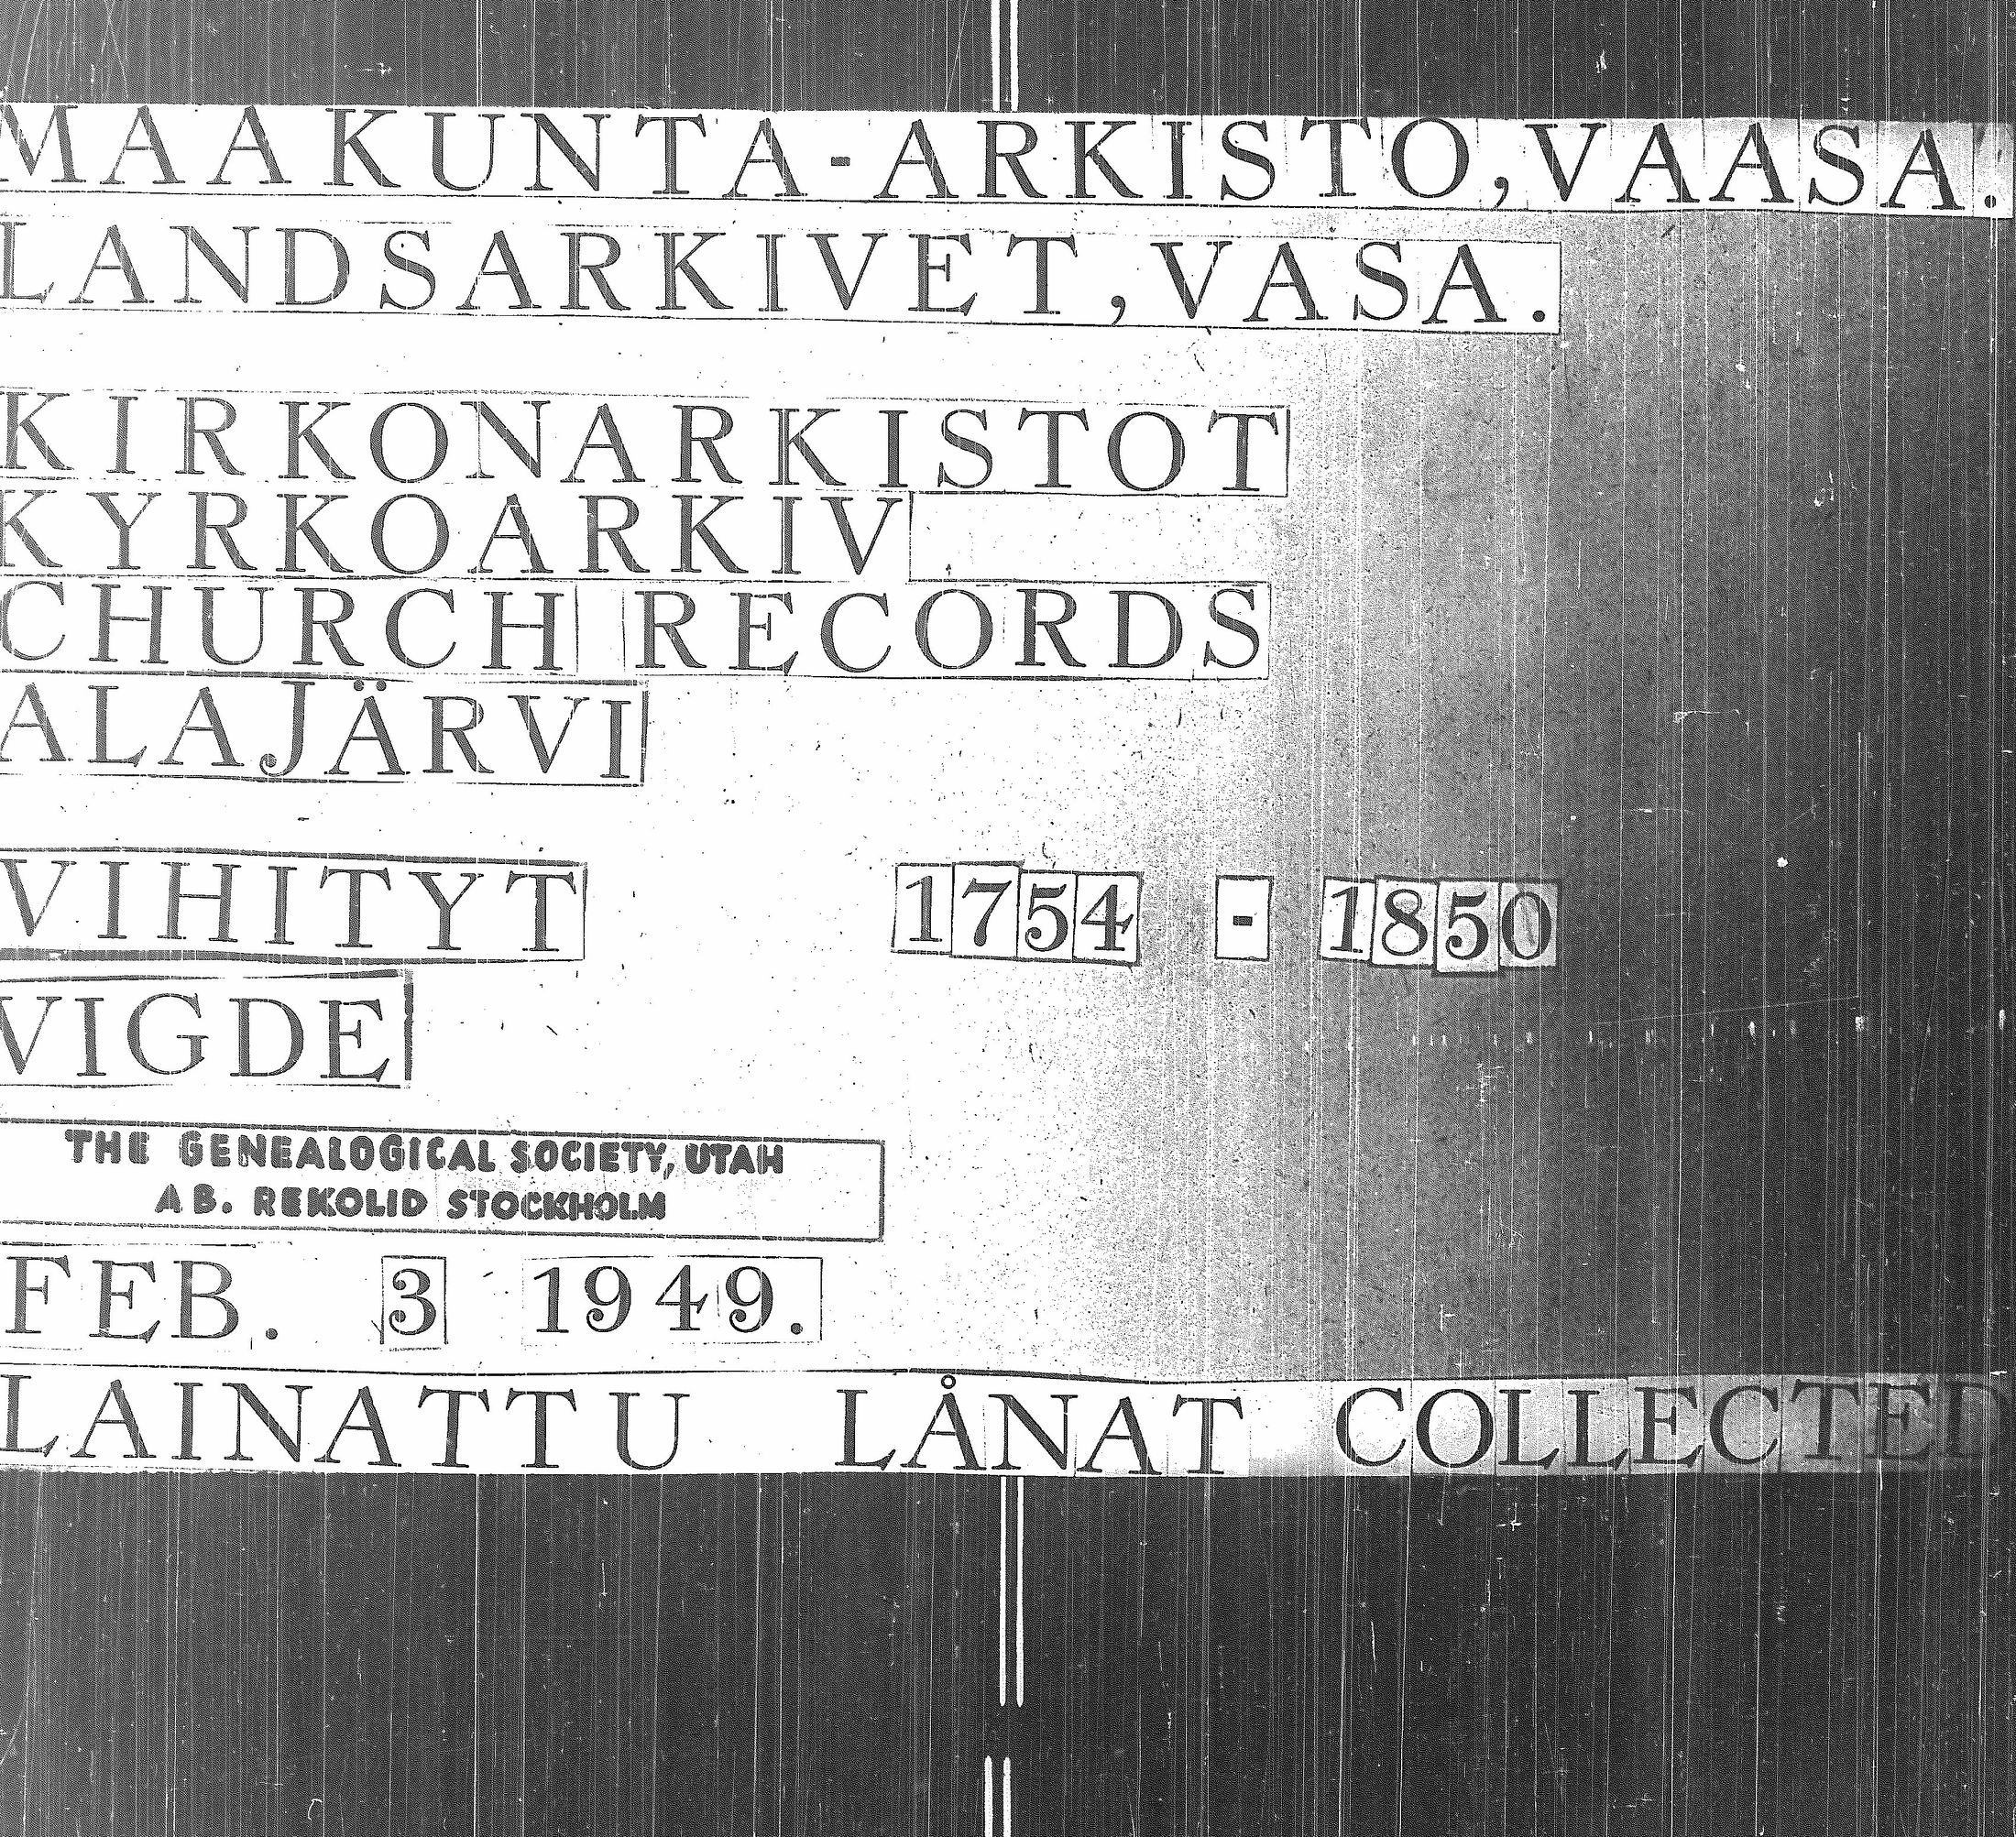 MAAKUNTA-ARKISTO, VAASA.
LANDSARKIVET, VASA.
KIRKONARKISTOT
KYRKOARKIV
CHURCH RECORDS
ALAJÄRVI
VIHITYT 1754 - 1850
VIGDE
THE GENEALOGICAL SOCIETY, UTAH
AB. REKOLID STOCKHOLM
FEB. 3 1949.
LAINATTU LÅNAT COLLECTED